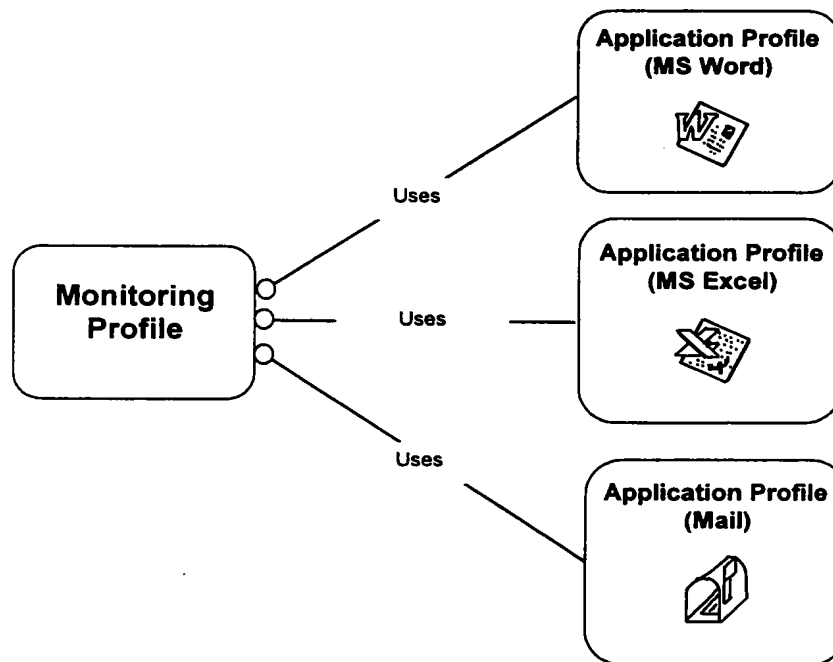 Application Profile
(MS Word)
W
Uses
Application Profile
(MS Excel)
Monitoring
Profile
Uses
Uses
Application Profile
(Mail)